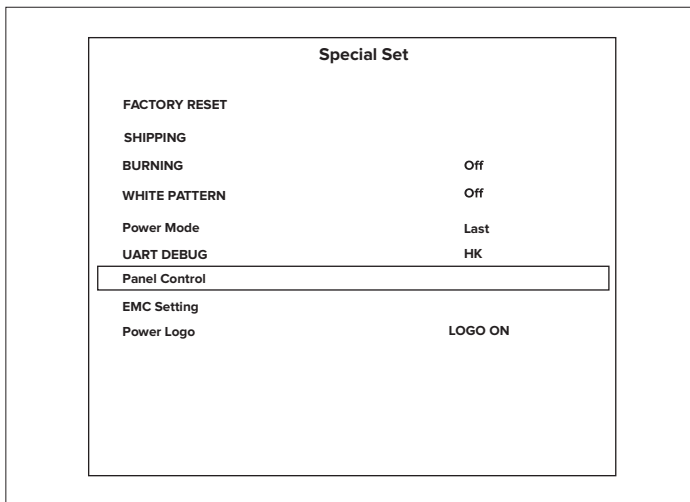 Special Set
FACTORY RESET
SHIPPING
BURNING Off
WHITE PATTERN Off
Power Mode Last
UART DEBUG HK
Panel Control
EMC Setting
Power Logo LOGO ON